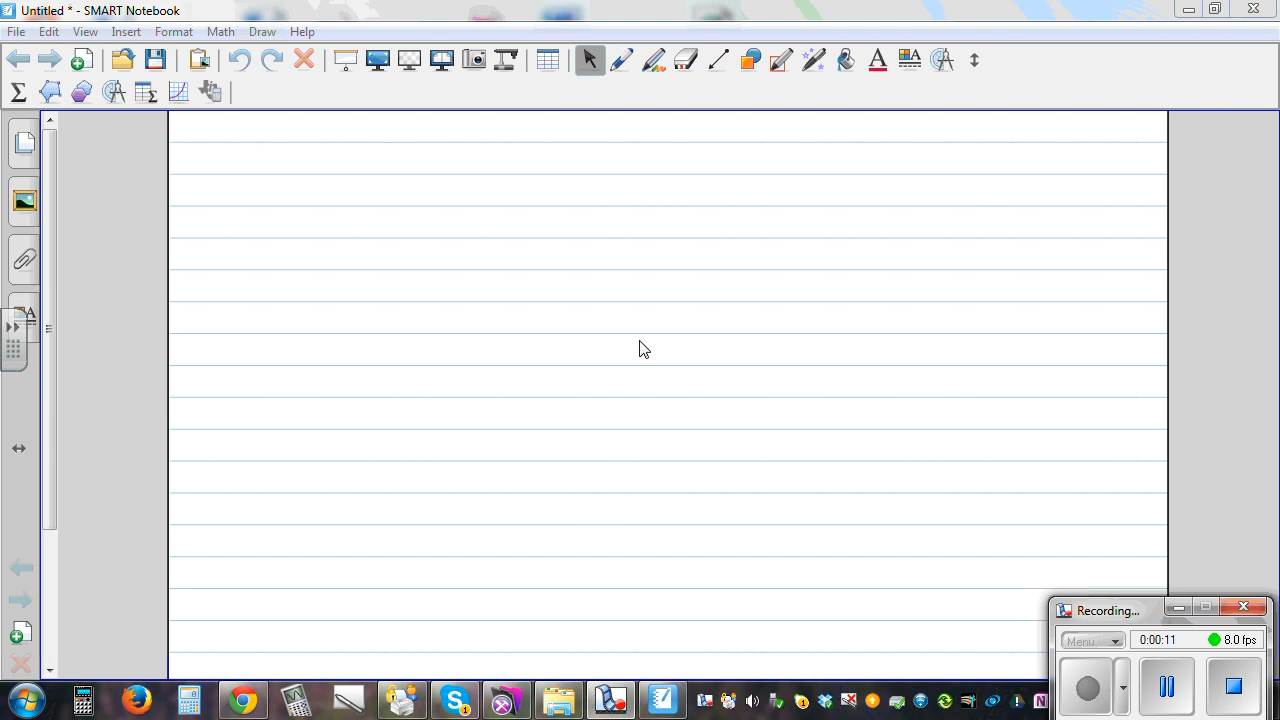 Untitled * - SMART Notebook
File Edit View Insert Format Math Draw Help
Recording...
Menu
0:00:11
8.0 fps